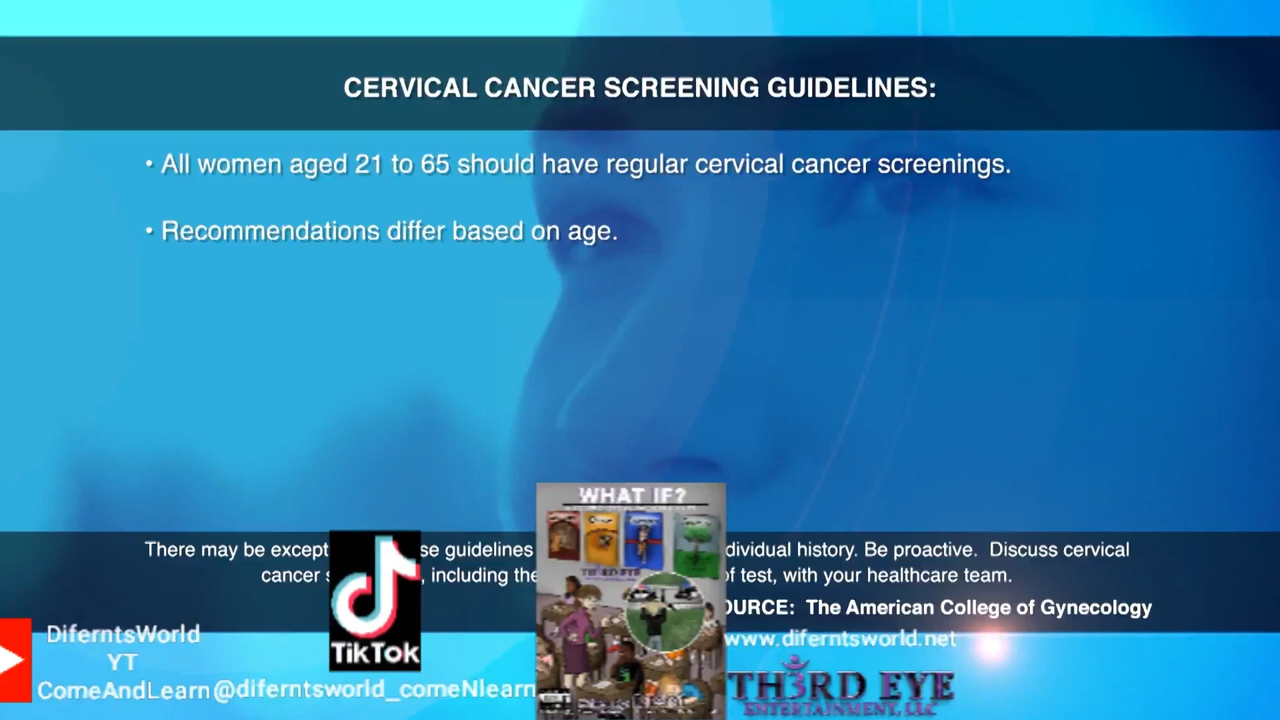 CERVICAL CANCER SCREENING GUIDELINES:
• All women aged 21 to 65 should have regular cervical cancer screenings.
• Recommendations differ based on age.
WHAT IF?
There may be except se guidelines dividual history. Be proactive. Discuss cervical
cancer s , including the f test, with your healthcare team.
OURCE: The American College of Gynecology
DiferntsWorld
YT
ComeAndLearn
TikTok
@diferntsworld_comeNlearn
www.diferntsworld.net
TH3RD EYE
ENTERTAINMENT, LLC